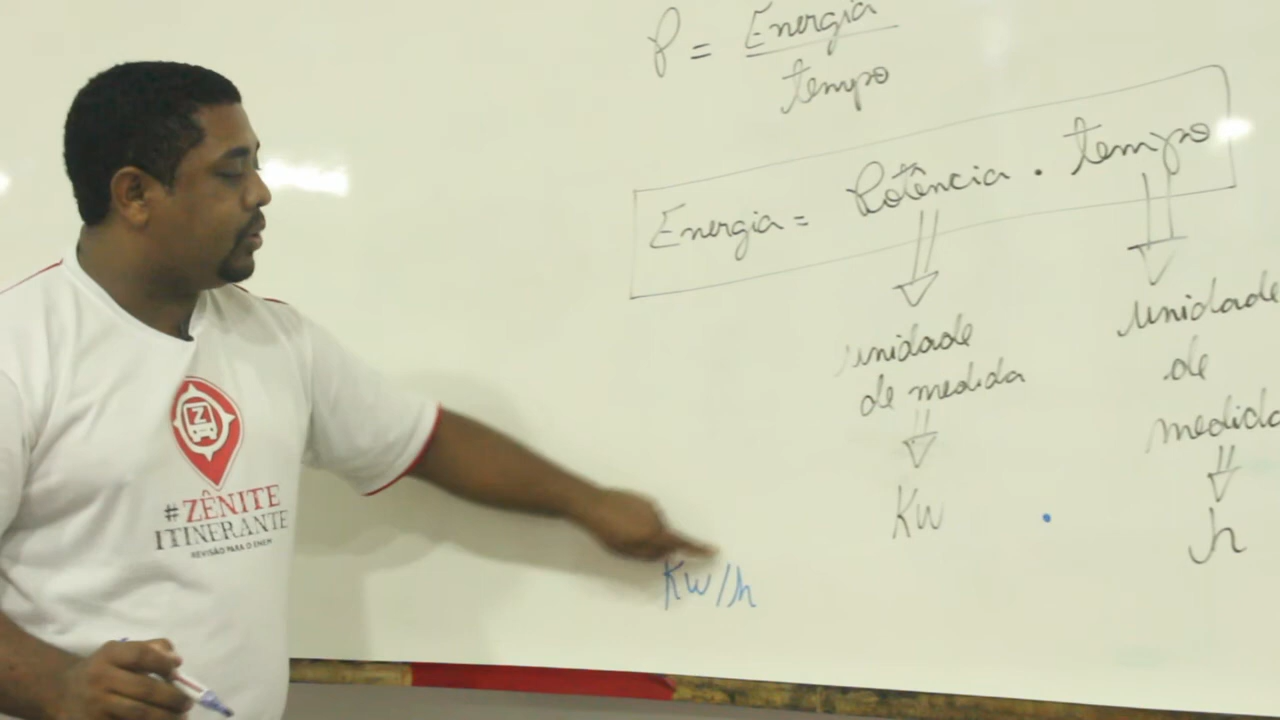 P = Energia
tempo
Energia = Potência . tempo
unidade
de medida
Kw
.
unidade
de
medida
h
Kw/h
Z
#ZÊNITE
ITINERANTE
REVISÃO PARA O ENEM